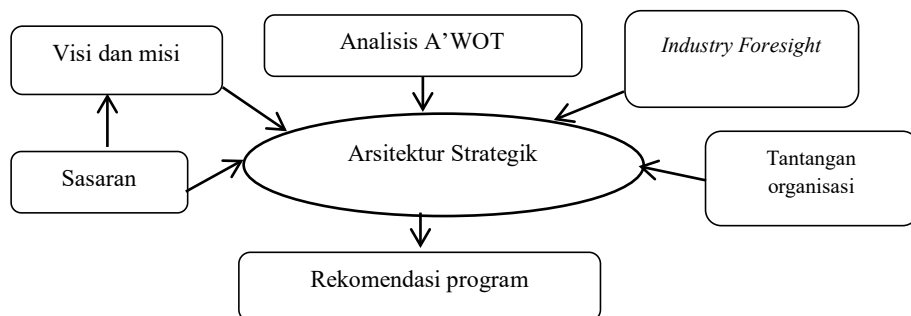 Visi dan misi
Analisis A’WOT
Industry Foresight
Arsitektur Strategik
Sasaran
Tantangan
organisasi
Rekomendasi program